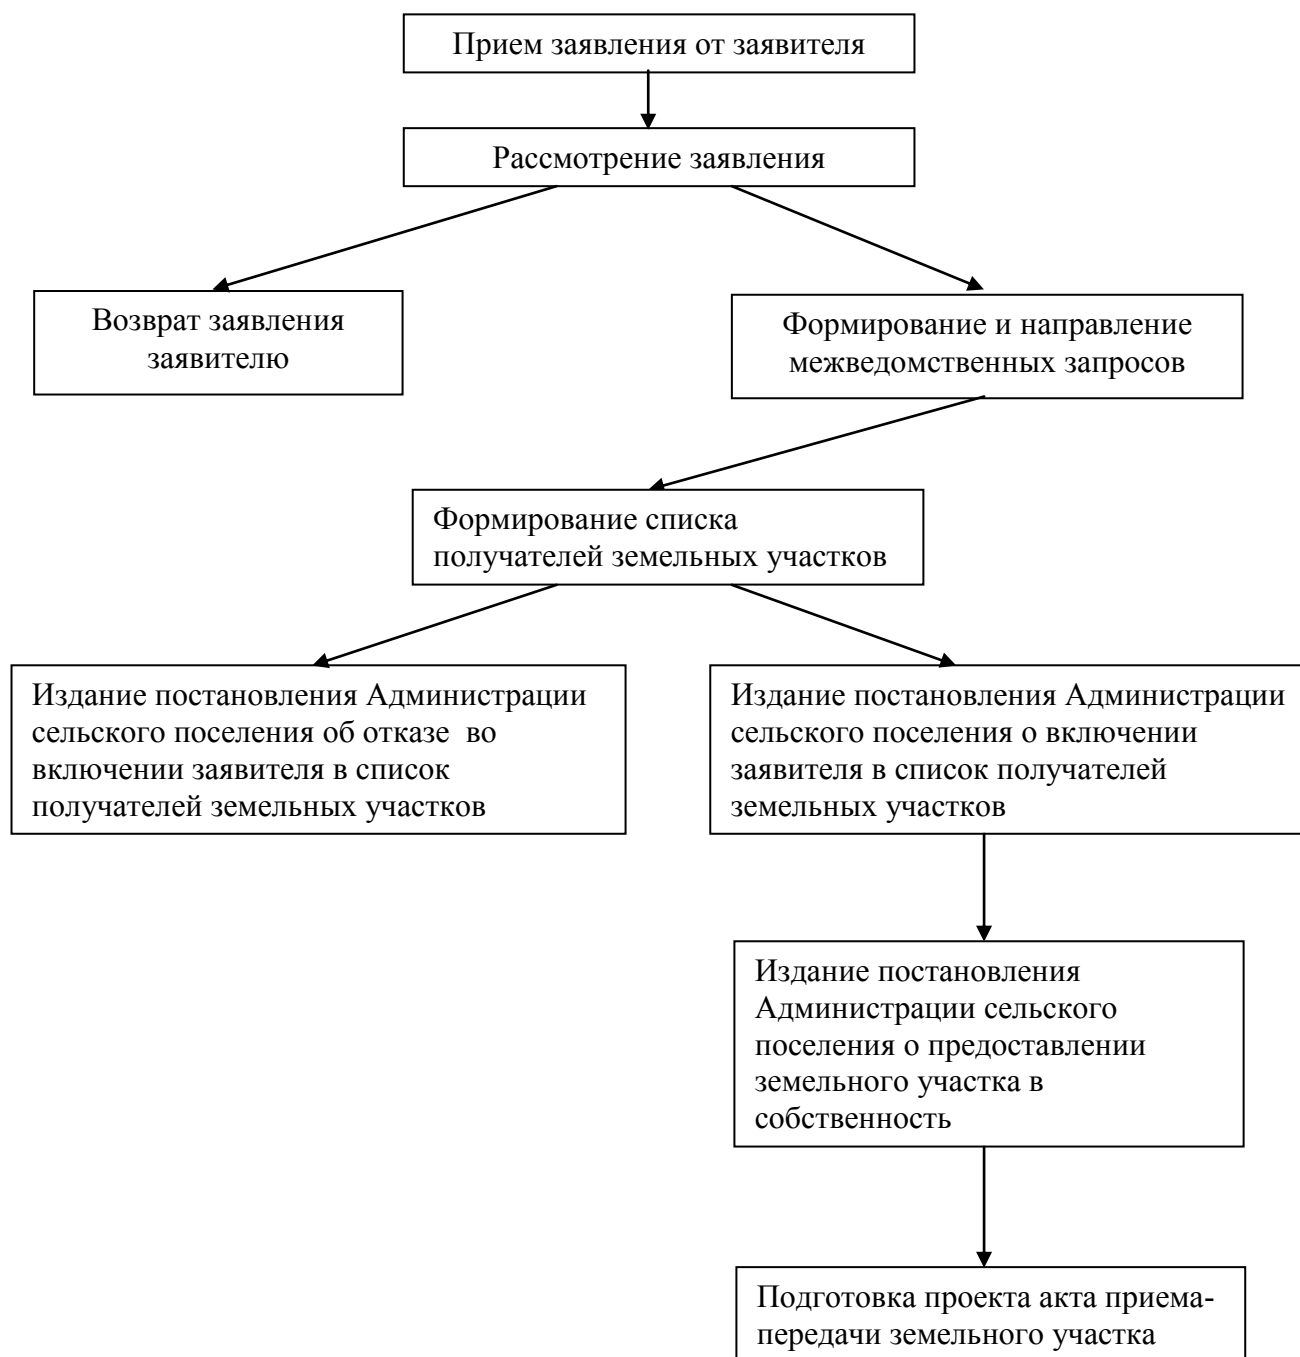 Прием заявления от заявителя
Рассмотрение заявления
Возврат заявления
заявителю
Формирование и направление
межведомственных запросов
Формирование списка
получателей земельных участков
Издание постановления Администрации
сельского поселения об отказе  во
включении заявителя в список
получателей земельных участков
Издание постановления Администрации
сельского поселения о включении
заявителя в список получателей
земельных участков
Издание постановления
Администрации сельского
поселения о предоставлении
земельного участка в
собственность
Подготовка проекта акта приема-
передачи земельного участка